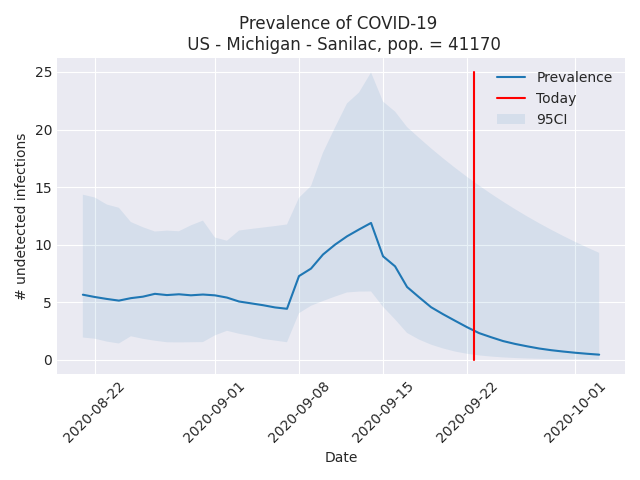 Prevalence of COVID-19
US - Michigan - Sanilac, pop. = 41170
25
20
15
10
5
0
# undetected infections
Prevalence
Today
95CI
2020-08-22
2020-09-01
2020-09-08
2020-09-15
2020-09-22
2020-10-01
Date